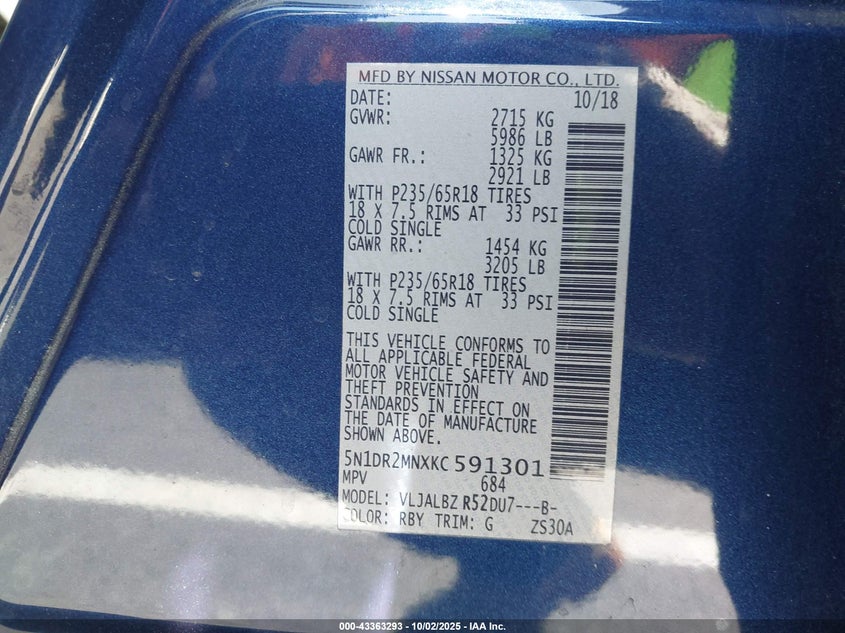 MFD BY NISSAN MOTOR CO., LTD.
DATE: 10/18
GVWR: 2715 KG
5986 LB
GAWR FR.: 1325 KG
2921 LB
WITH P235/65R18 TIRES
18 X 7.5 RIMS AT 33 PSI
COLD SINGLE
GAWR RR.: 1454 KG
3205 LB
WITH P235/65R18 TIRES
18 X 7.5 RIMS AT 33 PSI
COLD SINGLE
THIS VEHICLE CONFORMS TO
ALL APPLICABLE FEDERAL
MOTOR VEHICLE SAFETY AND
THEFT PREVENTION
STANDARDS IN EFFECT ON
THE DATE OF MANUFACTURE
SHOWN ABOVE.
5N1DR2MNXKC 591301
MPV 684
MODEL: VLJALBZ R52DU7---B-
COLOR: RBY TRIM: G ZS30A
000-43363293 - 10/02/2025 - IAA Inc.